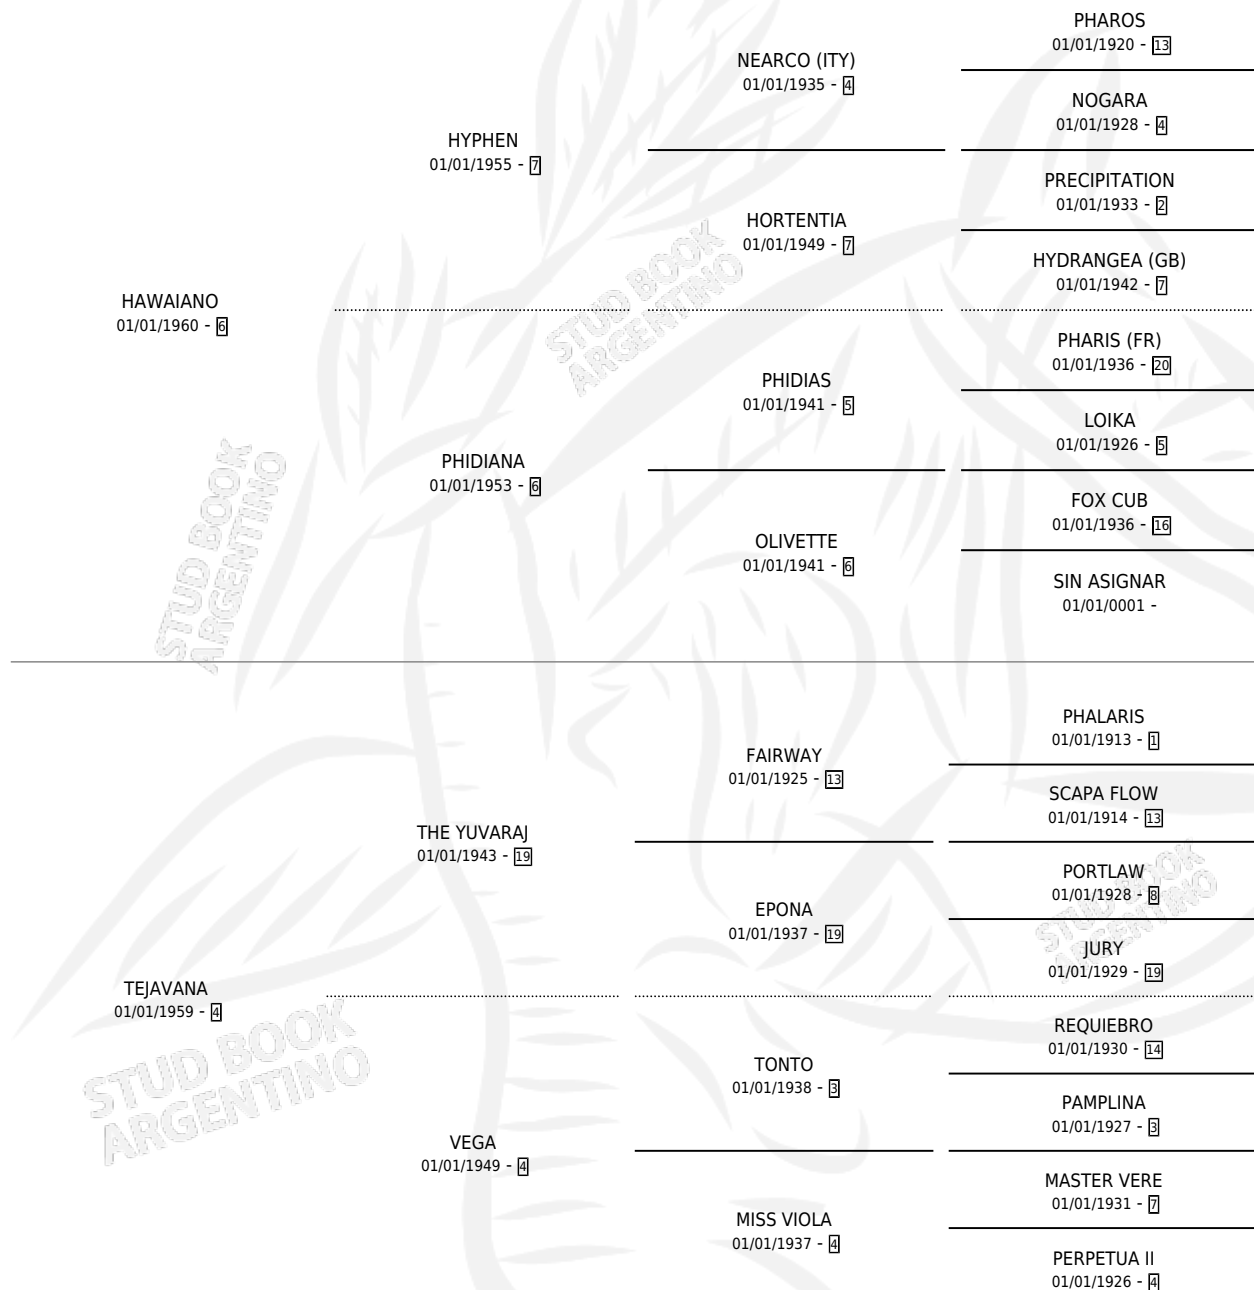 PHAROS
01/01/1920 - 13
NEARCO (ITY)
01/01/1935 - 4
NOGARA
01/01/1928 - 4
HYPHEN
01/01/1955 - 7
PRECIPITATION
01/01/1933 - 2
HORTENTIA
01/01/1949 - 7
HYDRANGEA (GB)
01/01/1942 - 7
HAWAIANO
01/01/1960 - 6
PHARIS (FR)
01/01/1936 - 20
PHIDIAS
01/01/1941 - 5
LOIKA
01/01/1926 - 5
PHIDIANA
01/01/1953 - 6
FOX CUB
01/01/1936 - 16
OLIVETTE
01/01/1941 - 6
SIN ASIGNAR
01/01/0001 -
PHALARIS
01/01/1913 - 1
FAIRWAY
01/01/1925 - 13
SCAPA FLOW
01/01/1914 - 13
THE YUVARAJ
01/01/1943 - 19
PORTLAW
01/01/1928 - 8
EPONA
01/01/1937 - 19
JURY
01/01/1929 - 19
TEJAVANA
01/01/1959 - 4
REQUIEBRO
01/01/1930 - 14
TONTO
01/01/1938 - 3
PAMPLINA
01/01/1927 - 3
VEGA
01/01/1949 - 4
MASTER VERE
01/01/1931 - 7
MISS VIOLA
01/01/1937 - 4
PERPETUA II
01/01/1926 - 4
STUD BOOK
ARGENTINO
STUD BOOK
ARGENTINO
STUD BOOK
ARGENTINO
STUD BOOK
ARGENTINO